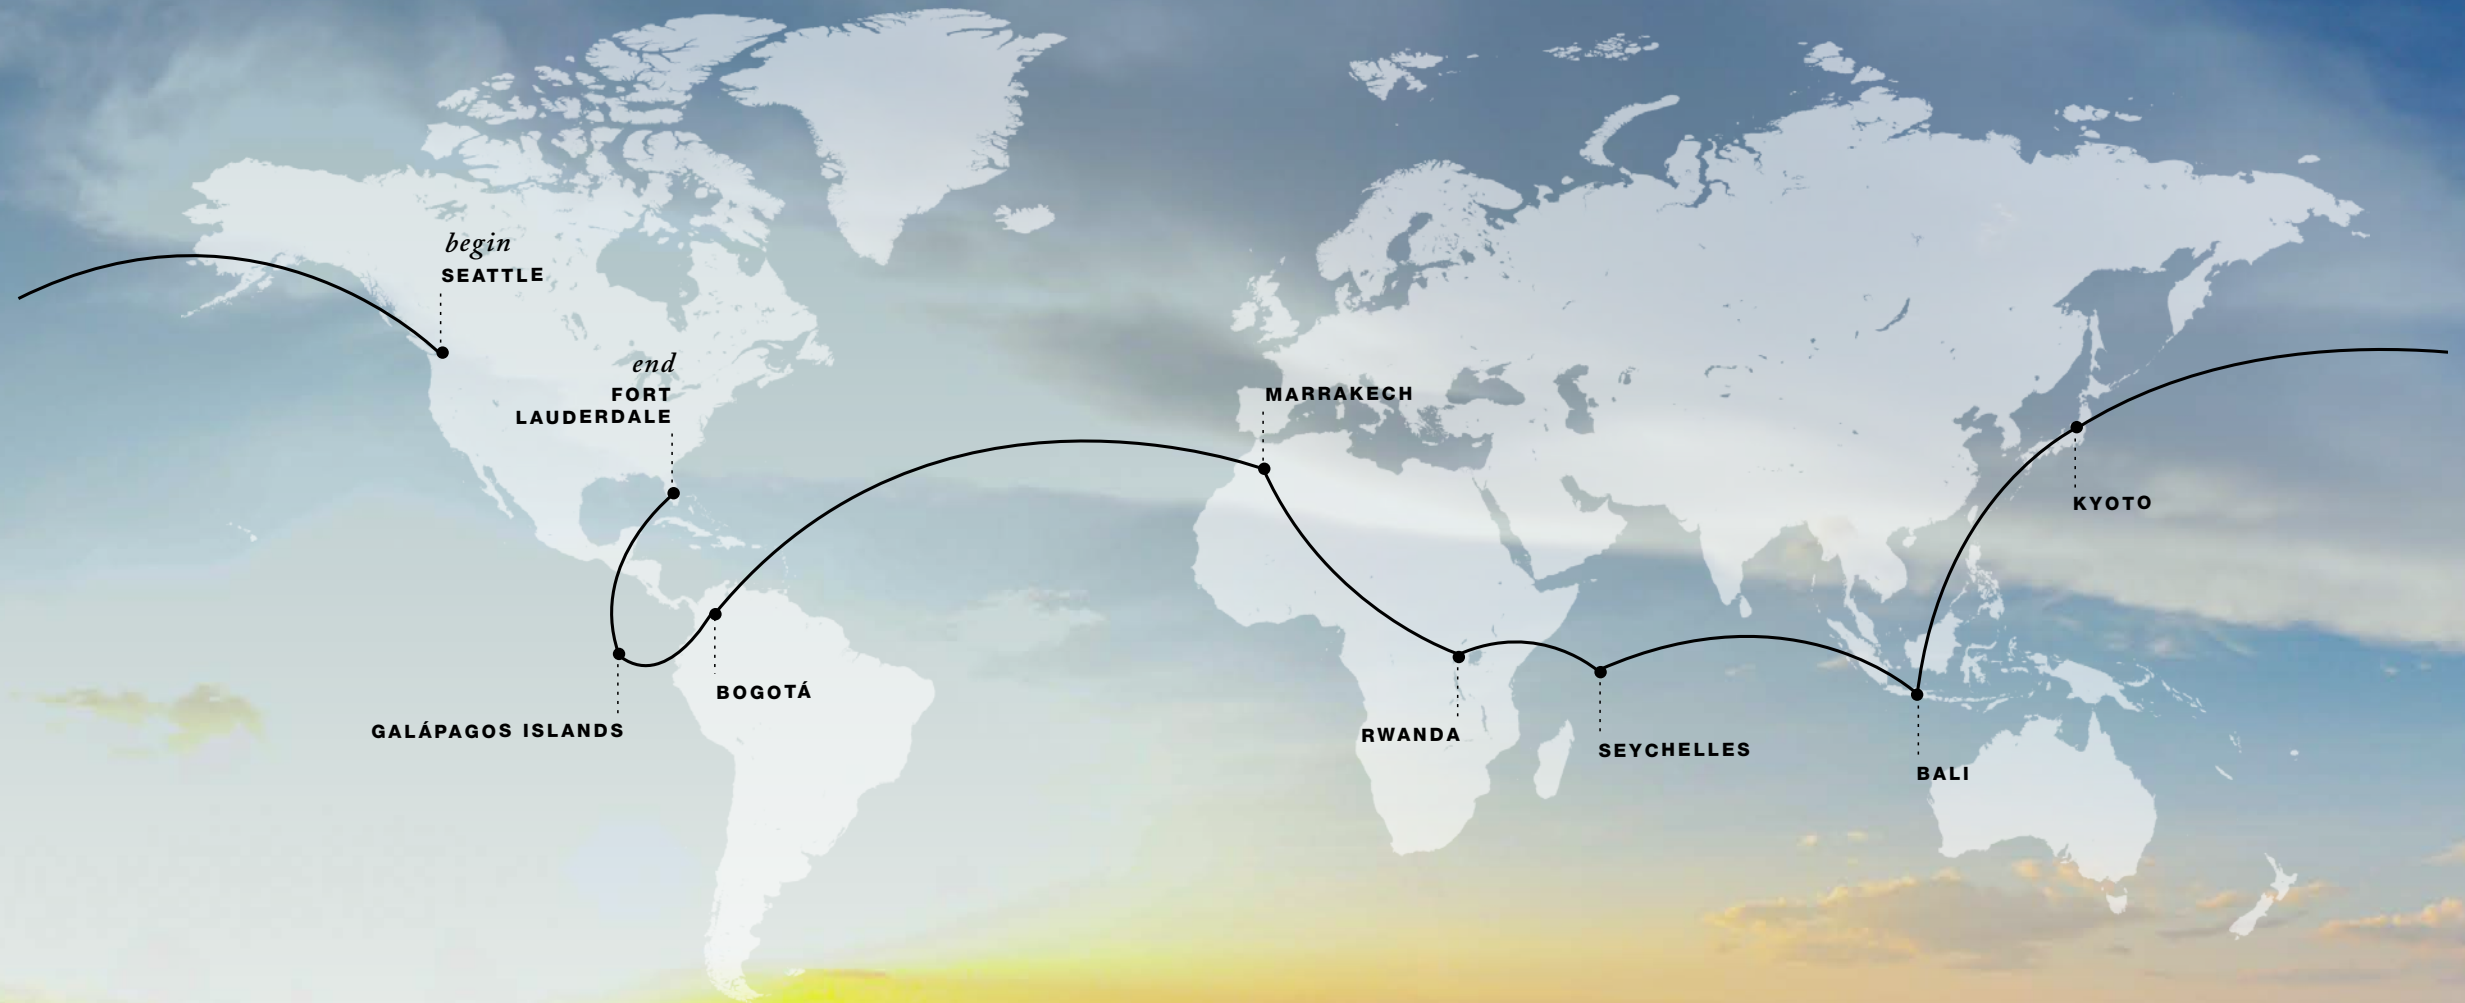 begin
SEATTLE
end
FORT
LAUDERDALE
MARRAKECH
KYOTO
BOGOTÁ
GALÁPAGOS ISLANDS
RWANDA
SEYCHELLES
BALI